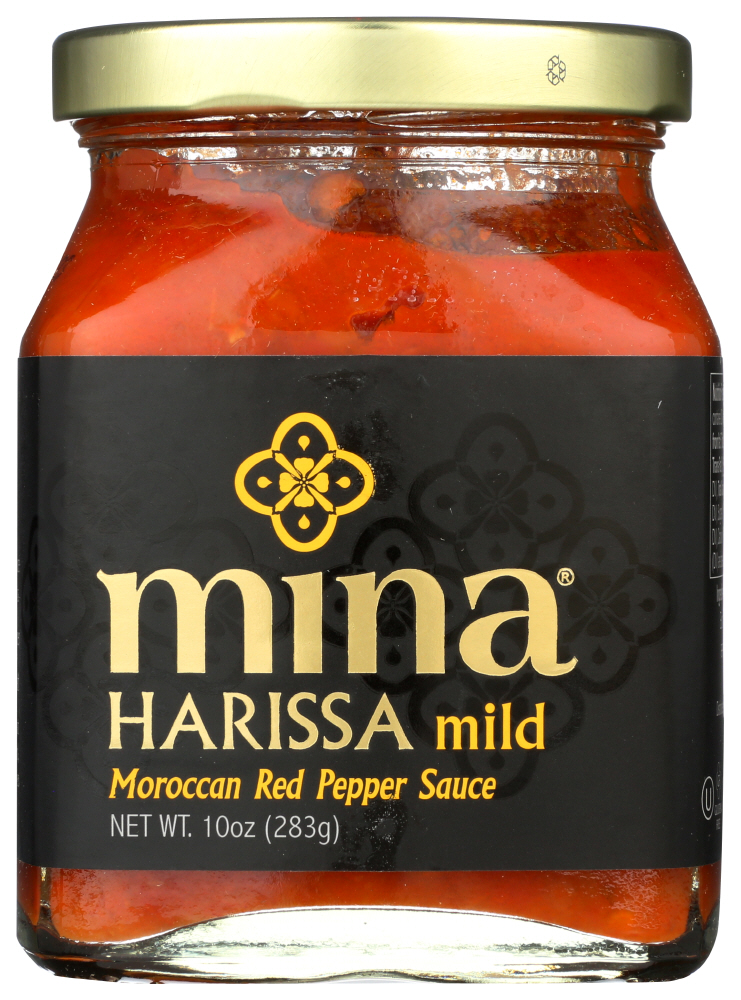 mina®
HARISSA mild
Moroccan Red Pepper Sauce
NET WT. 10oz (283g)
U